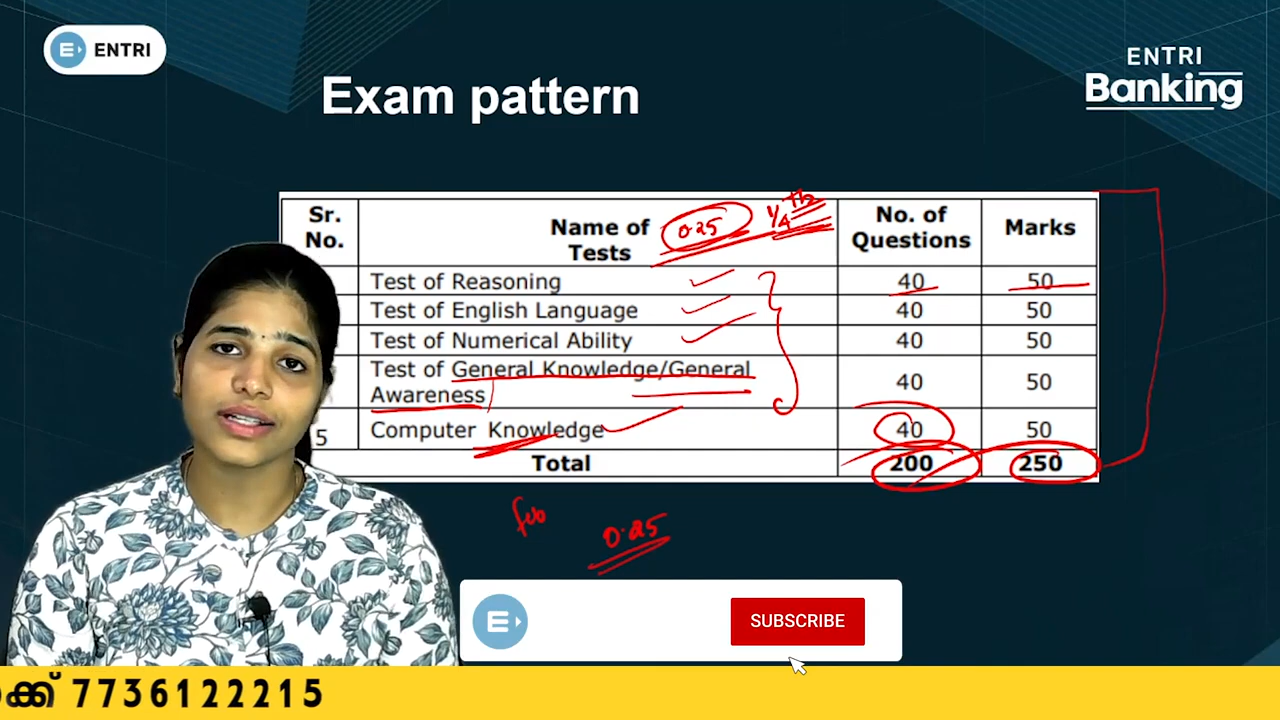 ENTRI
ENTRI
Banking
Exam pattern
Sr. No. Name of Tests 0.25 1/4 th No. of Questions Marks
Test of Reasoning 40 50
Test of English Language 40 50
Test of Numerical Ability 40 50
Test of General Knowledge/General Awareness 40 50
5 Computer Knowledge 40 50
Total 200 250
feb 0.25
SUBSCRIBE
ക്ക് 7736122215